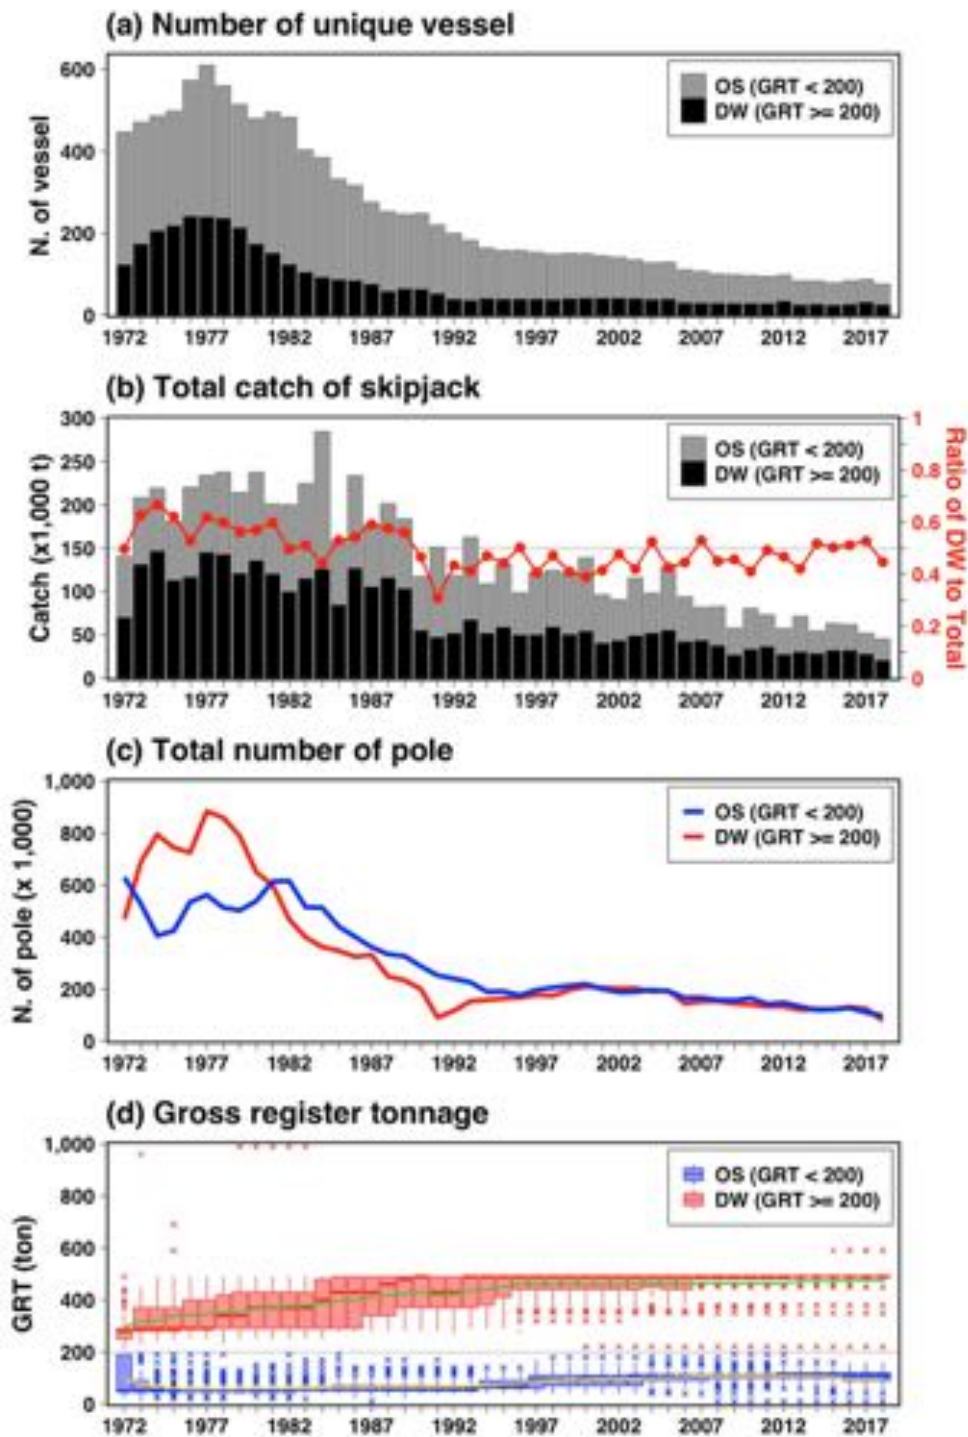 (a) Number of unique vessel
N. of vessel
600
400
200
0
OS (GRT < 200)
DW (GRT >= 200)
1972 1977 1982 1987 1992 1997 2002 2007 2012 2017
(b) Total catch of skipjack
Catch (x1,000 t)
300
250
200
150
100
50
0
OS (GRT < 200)
DW (GRT >= 200)
1
0.8
0.6
0.4
0.2
0
Ratio of DW to Total
1972 1977 1982 1987 1992 1997 2002 2007 2012 2017
(c) Total number of pole
N. of pole (x 1,000)
1,000
800
600
400
200
0
OS (GRT < 200)
DW (GRT >= 200)
1972 1977 1982 1987 1992 1997 2002 2007 2012 2017
(d) Gross register tonnage
GRT (ton)
1,000
800
600
400
200
0
OS (GRT < 200)
DW (GRT >= 200)
1972 1977 1982 1987 1992 1997 2002 2007 2012 2017